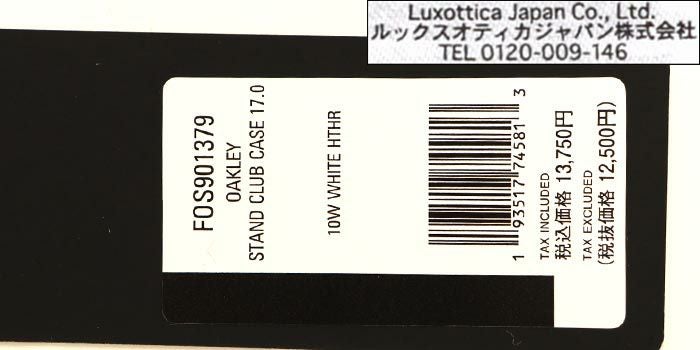 Luxottica Japan Co., Ltd.
ルックスオティカジャパン株式会社
TEL 0120-009-146
FOS901379
OAKLEY
STAND CLUB CASE 17.0
10W WHITE HTHR
1 93517 74581 3
TAX INCLUDED
税込価格 13,750円
TAX EXCLUDED
(税抜価格 12,500円)